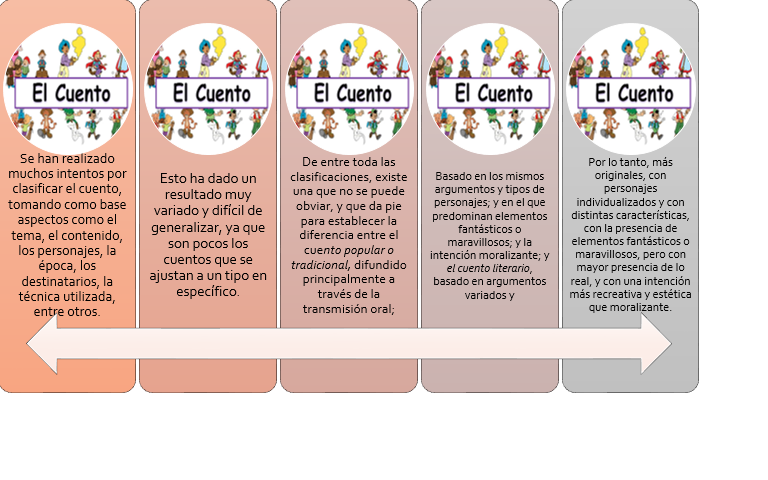 El Cuento
Se han realizado
muchos intentos por
clasificar el cuento,
tomando como base
aspectos como el
tema, el contenido,
los personajes, la
época, los
destinatarios, la
técnica utilizada,
entre otros.
El Cuento
Esto ha dado un
resultado muy
variado y difícil de
generalizar, ya que
son pocos los
cuentos que se
ajustan a un tipo en
específico.
El Cuento
De entre toda las
clasificaciones, existe
una que no se puede
obviar, y que da pie
para establecer la
diferencia entre el
cuento popular o
tradicional, difundido
principalmente a
través de la
transmisión oral;
El Cuento
Basado en los mismos
argumentos y tipos de
personajes; y en el que
predominan elementos
fantásticos o
maravillosos; y la
intención moralizante; y
el cuento literario,
basado en argumentos
variados y
El Cuento
Por lo tanto, más
originales, con
personajes
individualizados y con
distintas características,
con la presencia de
elementos fantásticos o
maravillosos, pero con
mayor presencia de lo
real, y con una intención
más recreativa y estética
que moralizante.